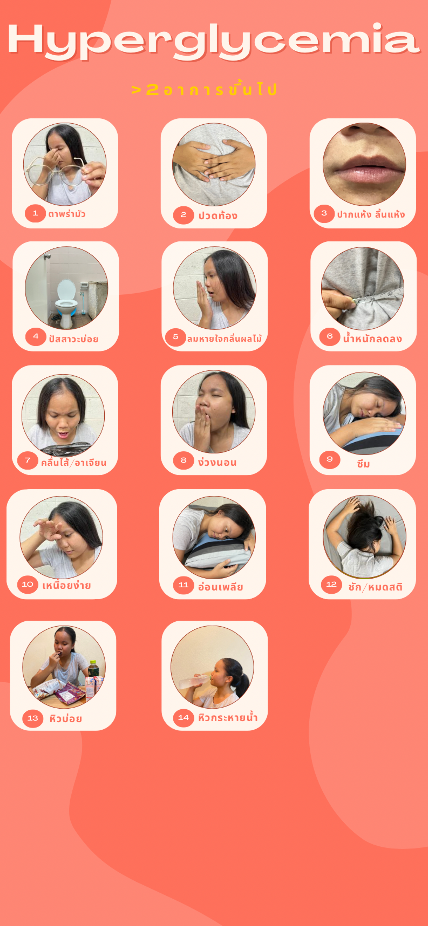 Hyperglycemia
>2อาการขึ้นไป
1 ตาพร่ามัว
2 ปวดท้อง
3 ปากแห้ง ลิ้นแห้ง
4 ปัสสาวะบ่อย
5 ลมหายใจกลิ่นผลไม้
6 น้ำหนักลดลง
7 คลื่นไส้/อาเจียน
8 ง่วงนอน
9 ซึม
10 เหนื่อยง่าย
11 อ่อนเพลีย
12 ชัก/หมดสติ
13 หิวบ่อย
14 หิวกระหายน้ำ